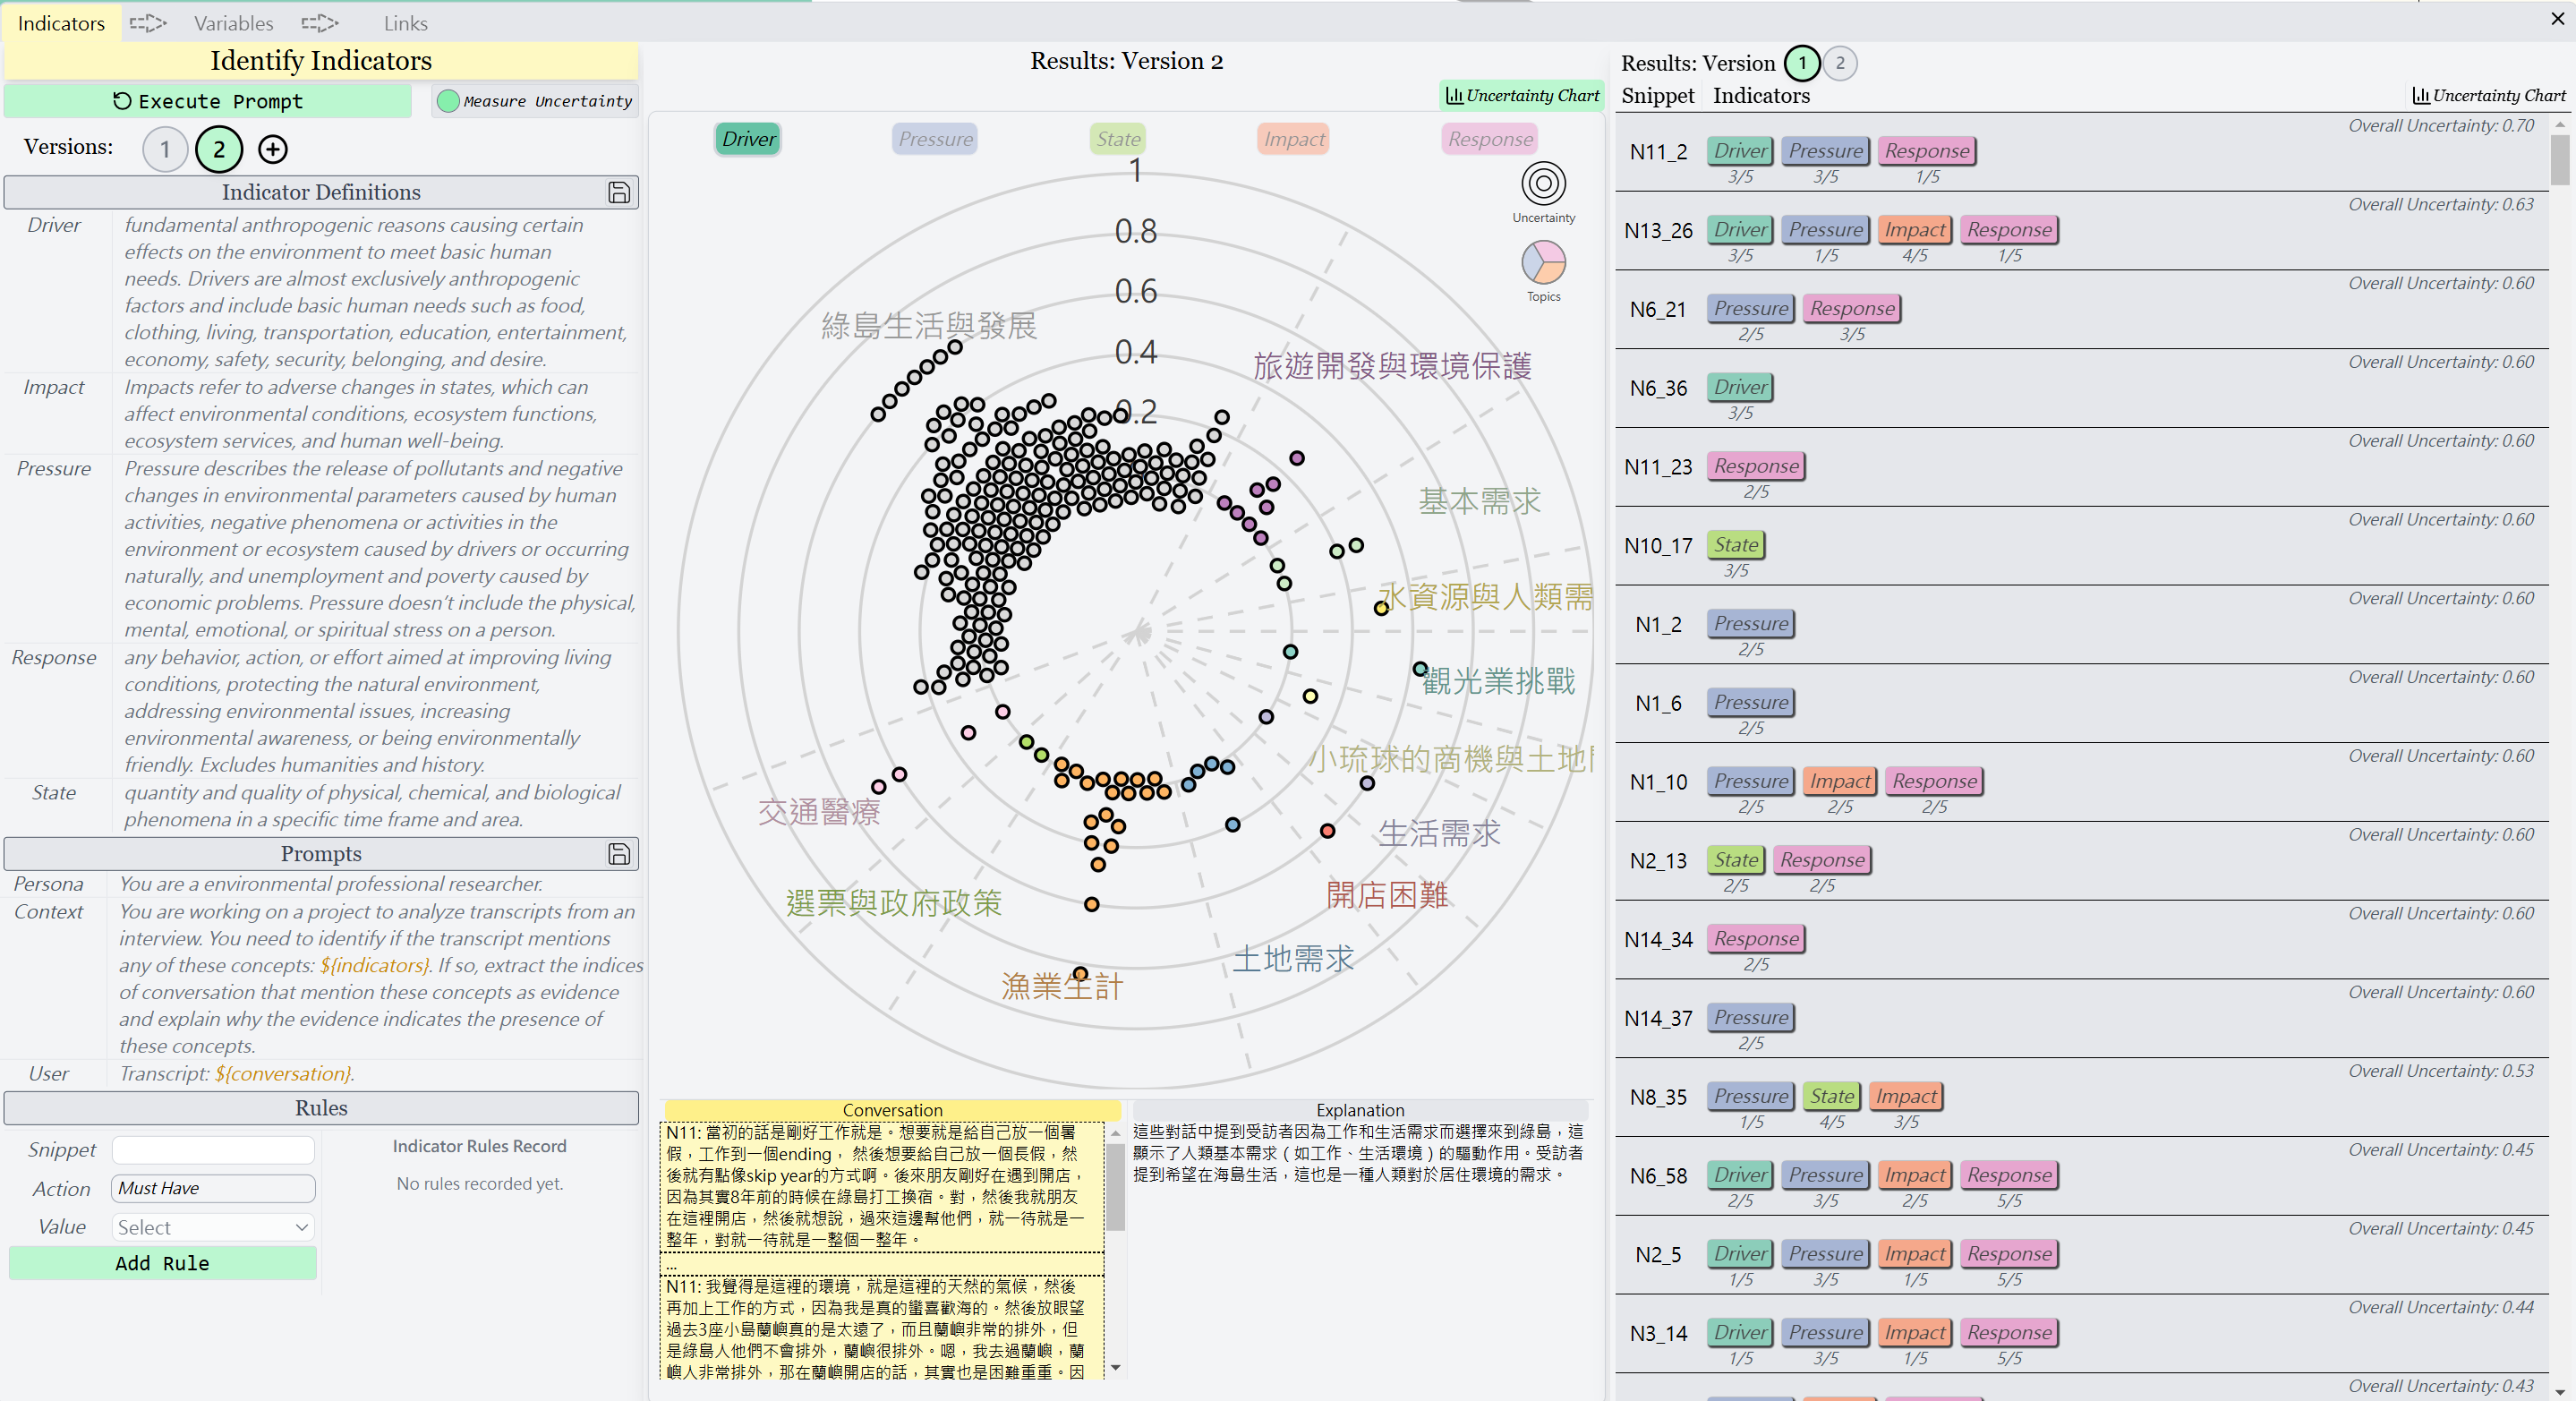 Indicators
Variables
Links
Identify Indicators
Execute Prompt
Measure Uncertainty
Versions:
1
2
Indicator Definitions
Driver
fundamental anthropogenic reasons causing certain
effects on the environment to meet basic human
needs. Drivers are almost exclusively anthropogenic
factors and include basic human needs such as food,
clothing, living, transportation, education, entertainment,
economy, safety, security, belonging, and desire.
Impact
Impacts refer to adverse changes in states, which can
affect environmental conditions, ecosystem functions,
ecosystem services, and human well-being.
Pressure
Pressure describes the release of pollutants and negative
changes in environmental parameters caused by human
activities, negative phenomena or activities in the
environment or ecosystem caused by drivers or occurring
naturally, and unemployment and poverty caused by
economic problems. Pressure doesn't include the physical,
mental, emotional, or spiritual stress on a person.
Response
any behavior, action, or effort aimed at improving living
conditions, protecting the natural environment,
addressing environmental issues, increasing
environmental awareness, or being environmentally
friendly. Excludes humanities and history.
State
quantity and quality of physical, chemical, and biological
phenomena in a specific time frame and area.
Prompts
Persona
You are a environmental professional researcher.
Context
You are working on a project to analyze transcripts from an
interview. You need to identify if the transcript mentions
any of these concepts: ${indicators}. If so, extract the indices
of conversation that mention these concepts as evidence
and explain why the evidence indicates the presence of
these concepts.
User
Transcript: ${conversation}.
Rules
Snippet
Action
Must Have
Value
Select
Add Rule
Indicator Rules Record
No rules recorded yet.
Results: Version 2
Uncertainty Chart
Driver
Pressure
State
Impact
Response
1
0.8
0.6
0.4
0.2
Uncertainty
Topics
綠島生活與發展
旅遊開發與環境保護
基本需求
水資源與人類需
觀光業挑戰
小琉球的商機與土地
生活需求
開店困難
土地需求
漁業生計
選票與政府政策
交通醫療
Conversation
N11: 當初的話是剛好工作就是。想要就是給自己放一個暑
假，工作到一個ending， 然後想要給自己放一個長假，然
後就有點像skip year的方式啊。後來朋友剛好在遇到開店，
因為其實8年前的時候在綠島打工換宿。對，然後我就朋友
在這裡開店，然後就想說，過來這邊幫他們，就一待就是一
整年，對就一待就是一整個一整年。
...
N11: 我覺得是這裡的環境，就是這裡的天然的氣候，然後
再加上工作的方式，因為我是真的蠻喜歡海的。然後放眼望
過去3座小島蘭嶼真的是太遠了，而且蘭嶼非常的排外，但
是綠島人他們不會排外，蘭嶼很排外。嗯，我去過蘭嶼，蘭
嶼人非常排外，那在蘭嶼開店的話，其實也是困難重重。因
Explanation
這些對話中提到受訪者因為工作和生活需求而選擇來到綠島，這
顯示了人類基本需求（如工作、生活環境）的驅動作用。受訪者
提到希望在海島生活，這也是一種人類對於居住環境的需求。
Results: Version 1 2
Snippet
Indicators
Uncertainty Chart
Overall Uncertainty: 0.70
N11_2
Driver Pressure Response
3/5 3/5 1/5
Overall Uncertainty: 0.63
N13_26
Driver Pressure Impact Response
3/5 1/5 4/5 1/5
Overall Uncertainty: 0.60
N6_21
Pressure Response
2/5 3/5
Overall Uncertainty: 0.60
N6_36
Driver
3/5
Overall Uncertainty: 0.60
N11_23
Response
2/5
Overall Uncertainty: 0.60
N10_17
State
3/5
Overall Uncertainty: 0.60
N1_2
Pressure
2/5
Overall Uncertainty: 0.60
N1_6
Pressure
2/5
Overall Uncertainty: 0.60
N1_10
Pressure Impact Response
2/5 2/5 2/5
Overall Uncertainty: 0.60
N2_13
State Response
2/5 2/5
Overall Uncertainty: 0.60
N14_34
Response
2/5
Overall Uncertainty: 0.60
N14_37
Pressure
2/5
Overall Uncertainty: 0.53
N8_35
Pressure State Impact
1/5 4/5 3/5
Overall Uncertainty: 0.45
N6_58
Driver Pressure Impact Response
2/5 3/5 2/5 5/5
Overall Uncertainty: 0.45
N2_5
Driver Pressure Impact Response
1/5 3/5 1/5 5/5
Overall Uncertainty: 0.44
N3_14
Driver Pressure Impact Response
1/5 3/5 1/5 5/5
Overall Uncertainty: 0.43